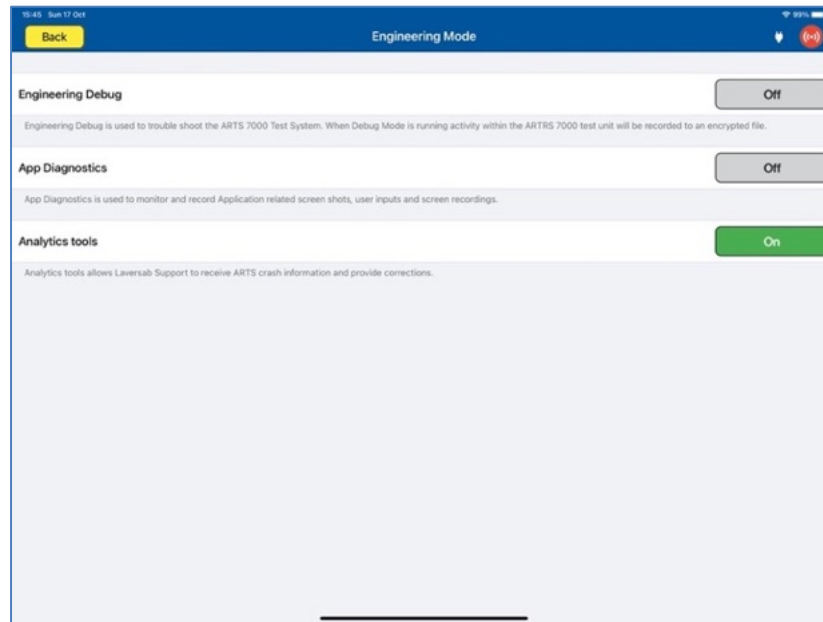 15:45 Sun 17 Oct
99%
Back
Engineering Mode
Engineering Debug
Off
Engineering Debug is used to trouble shoot the ARTS 7000 Test System. When Debug Mode is running activity within the ARTRS 7000 test unit will be recorded to an encrypted file.
App Diagnostics
Off
App Diagnostics is used to monitor and record Application related screen shots, user inputs and screen recordings.
Analytics tools
On
Analytics tools allows Laversab Support to receive ARTS crash information and provide corrections.